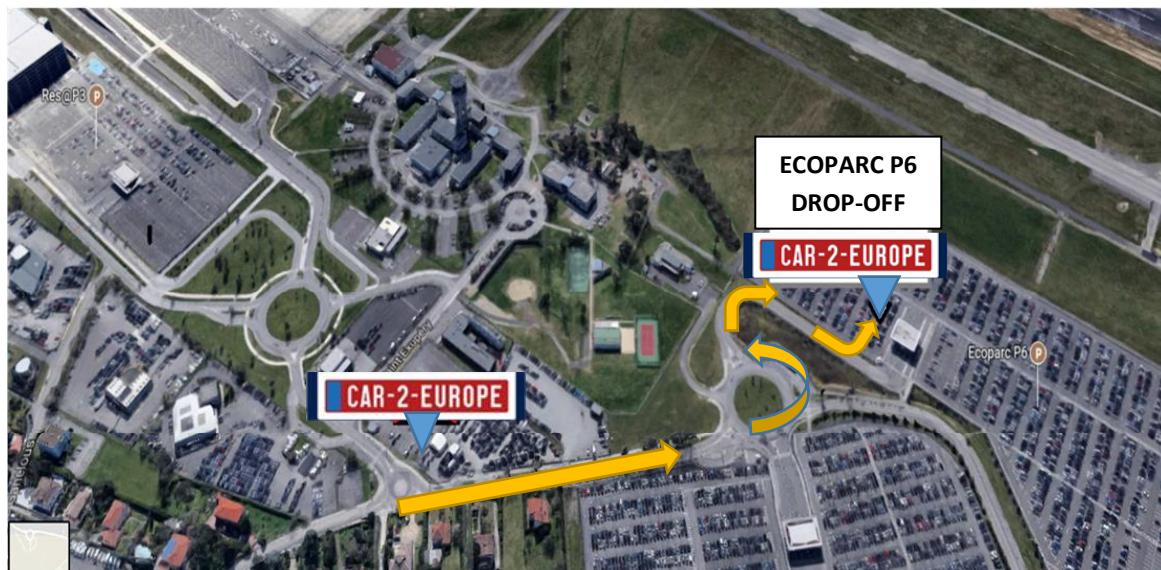 Res@P3 P
ECOPARC P6
DROP-OFF
CAR-2-EUROPE
Ecoparc P6 P
CAR-2-EUROPE